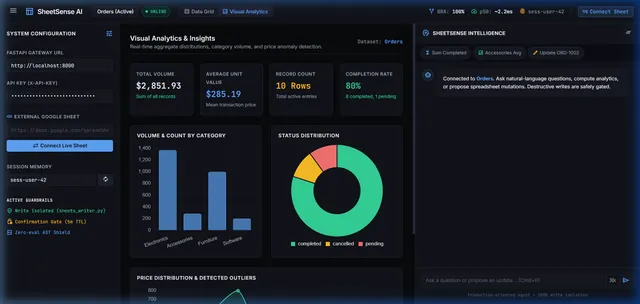 SheetSense AI
Orders (Active)
ONLINE
Data Grid
Visual Analytics
BRA: 100%
p50: ~2.2ms
sess-user-42
Connect Sheet
SYSTEM CONFIGURATION
FASTAPI GATEWAY URL
http://localhost:8000
API KEY (X-API-KEY)
EXTERNAL GOOGLE SHEET
Connect Live Sheet
SESSION MEMORY
sess-user-42
ACTIVE GUARDRAILS
Write Isolated (sheets_writer.py)
Confirmation Gate (5m TTL)
Zero-eval AST Shield
Visual Analytics & Insights
Real-time aggregate distributions, category volume, and price anomaly detection.
Dataset: Orders
TOTAL VOLUME
$2,851.93
Sum of all records
AVERAGE UNIT VALUE
$285.19
Mean transaction price
RECORD COUNT
10 Rows
Total active entries
COMPLETION RATE
80%
8 completed, 1 pending
VOLUME & COUNT BY CATEGORY
1,400
1,200
1,000
800
600
400
200
0
Electronics
Accessories
Furniture
Software
STATUS DISTRIBUTION
completed
cancelled
pending
PRICE DISTRIBUTION & DETECTED OUTLIERS
800
700
SHEETSENSE INTELLIGENCE
Sum Completed
Accessories Avg
Update ORD-1002
Connected to Orders. Ask natural-language questions, compute analytics,
or propose spreadsheet mutations. Destructive writes are safely gated.
Ask a question or propose an update...